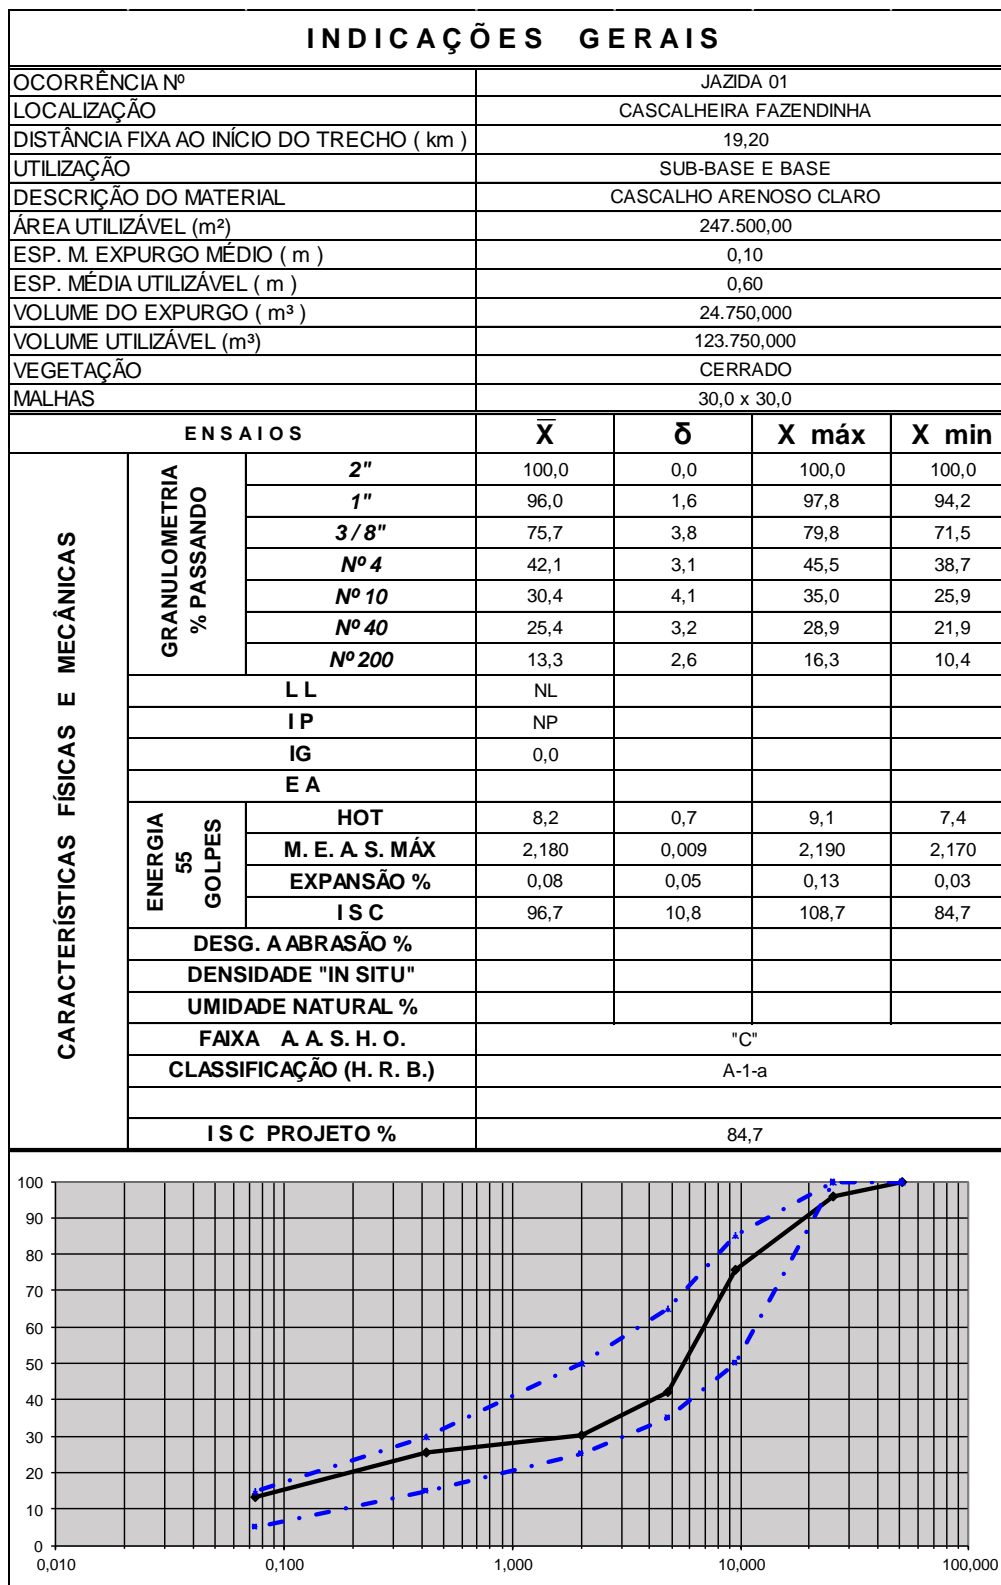 INDICAÇÕES GERAIS
OCORRÊNCIA Nº JAZIDA 01
LOCALIZAÇÃO CASCALHEIRA FAZENDINHA
DISTÂNCIA FIXA AO INÍCIO DO TRECHO ( km ) 19,20
UTILIZAÇÃO SUB-BASE E BASE
DESCRIÇÃO DO MATERIAL CASCALHO ARENOSO CLARO
ÁREA UTILIZÁVEL (m²) 247.500,00
ESP. M. EXPURGO MÉDIO ( m ) 0,10
ESP. MÉDIA UTILIZÁVEL ( m ) 0,60
VOLUME DO EXPURGO ( m³ ) 24.750,000
VOLUME UTILIZÁVEL (m³) 123.750,000
VEGETAÇÃO CERRADO
MALHAS 30,0 x 30,0
ENSAIOS X̅ δ X máx X min
CARACTERÍSTICAS FÍSICAS E MECÂNICAS
GRANULOMETRIA
% PASSANDO
2" 100,0 0,0 100,0 100,0
1" 96,0 1,6 97,8 94,2
3/8" 75,7 3,8 79,8 71,5
Nº 4 42,1 3,1 45,5 38,7
Nº 10 30,4 4,1 35,0 25,9
Nº 40 25,4 3,2 28,9 21,9
Nº 200 13,3 2,6 16,3 10,4
L L NL
I P NP
IG 0,0
E A
ENERGIA
55
GOLPES
HOT 8,2 0,7 9,1 7,4
M. E. A. S. MÁX 2,180 0,009 2,190 2,170
EXPANSÃO % 0,08 0,05 0,13 0,03
I S C 96,7 10,8 108,7 84,7
DESG. A ABRASÃO %
DENSIDADE "IN SITU"
UMIDADE NATURAL %
FAIXA A. A. S. H. O. "C"
CLASSIFICAÇÃO (H. R. B.) A-1-a
I S C PROJETO % 84,7
100
90
80
70
60
50
40
30
20
10
0
0,010 0,100 1,000 10,000 100,000